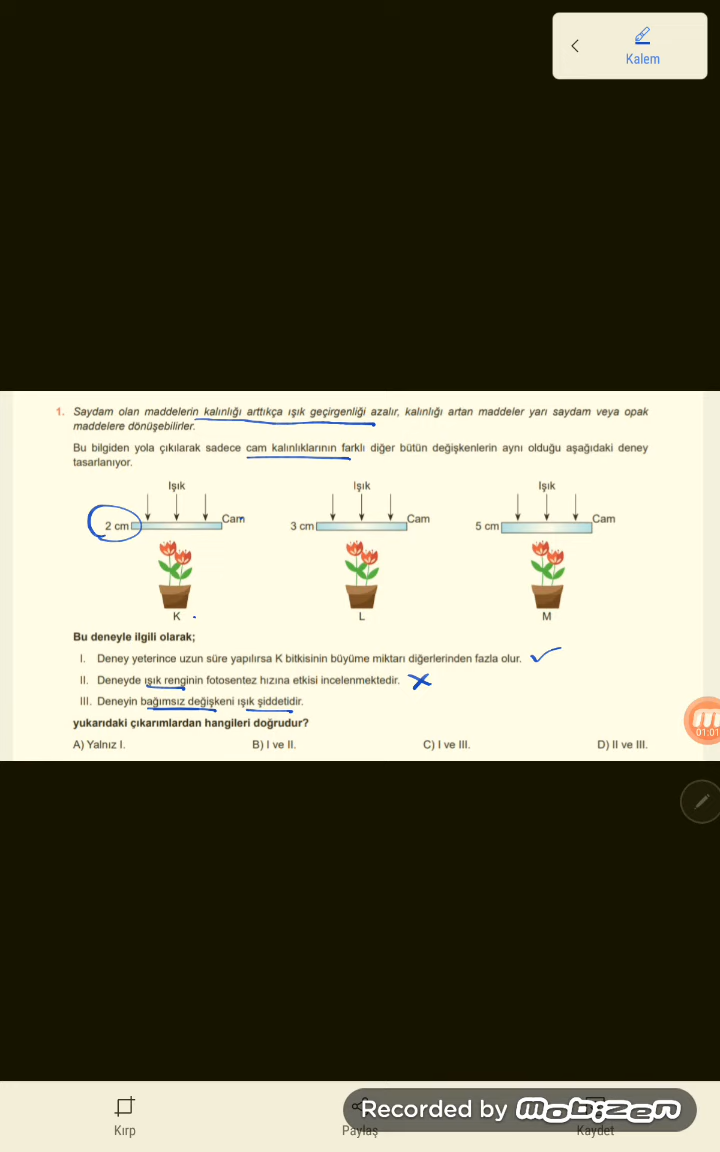 Kalem
1. Saydam olan maddelerin kalınlığı arttıkça ışık geçirgenliği azalır, kalınlığı artan maddeler yarı saydam veya opak
maddelere dönüşebilirler.
Bu bilgiden yola çıkılarak sadece cam kalınlıklarının farklı diğer bütün değişkenlerin aynı olduğu aşağıdaki deney
tasarlanıyor.
Işık Işık Işık
2 cm Cam 3 cm Cam 5 cm Cam
K L M
Bu deneyle ilgili olarak;
I. Deney yeterince uzun süre yapılırsa K bitkisinin büyüme miktarı diğerlerinden fazla olur.
II. Deneyde ışık renginin fotosentez hızına etkisi incelenmektedir.
III. Deneyin bağımsız değişkeni ışık şiddetidir.
yukarıdaki çıkarımlardan hangileri doğrudur?
01:01
A) Yalnız I. B) I ve II. C) I ve III. D) II ve III.
Recorded by mobizen
Kırp Paylaş Kaydet